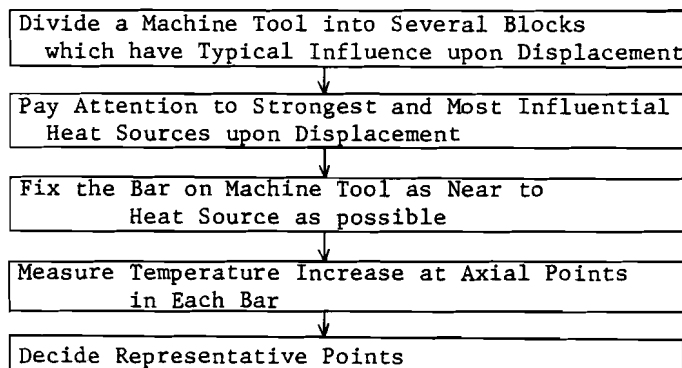 Divide a Machine Tool into Several Blocks
which have Typical Influence upon Displacement
Pay Attention to Strongest and Most Influential
Heat Sources upon Displacement
Fix the Bar on Machine Tool as Near to
Heat Source as possible
Measure Temperature Increase at Axial Points
in Each Bar
Decide Representative Points